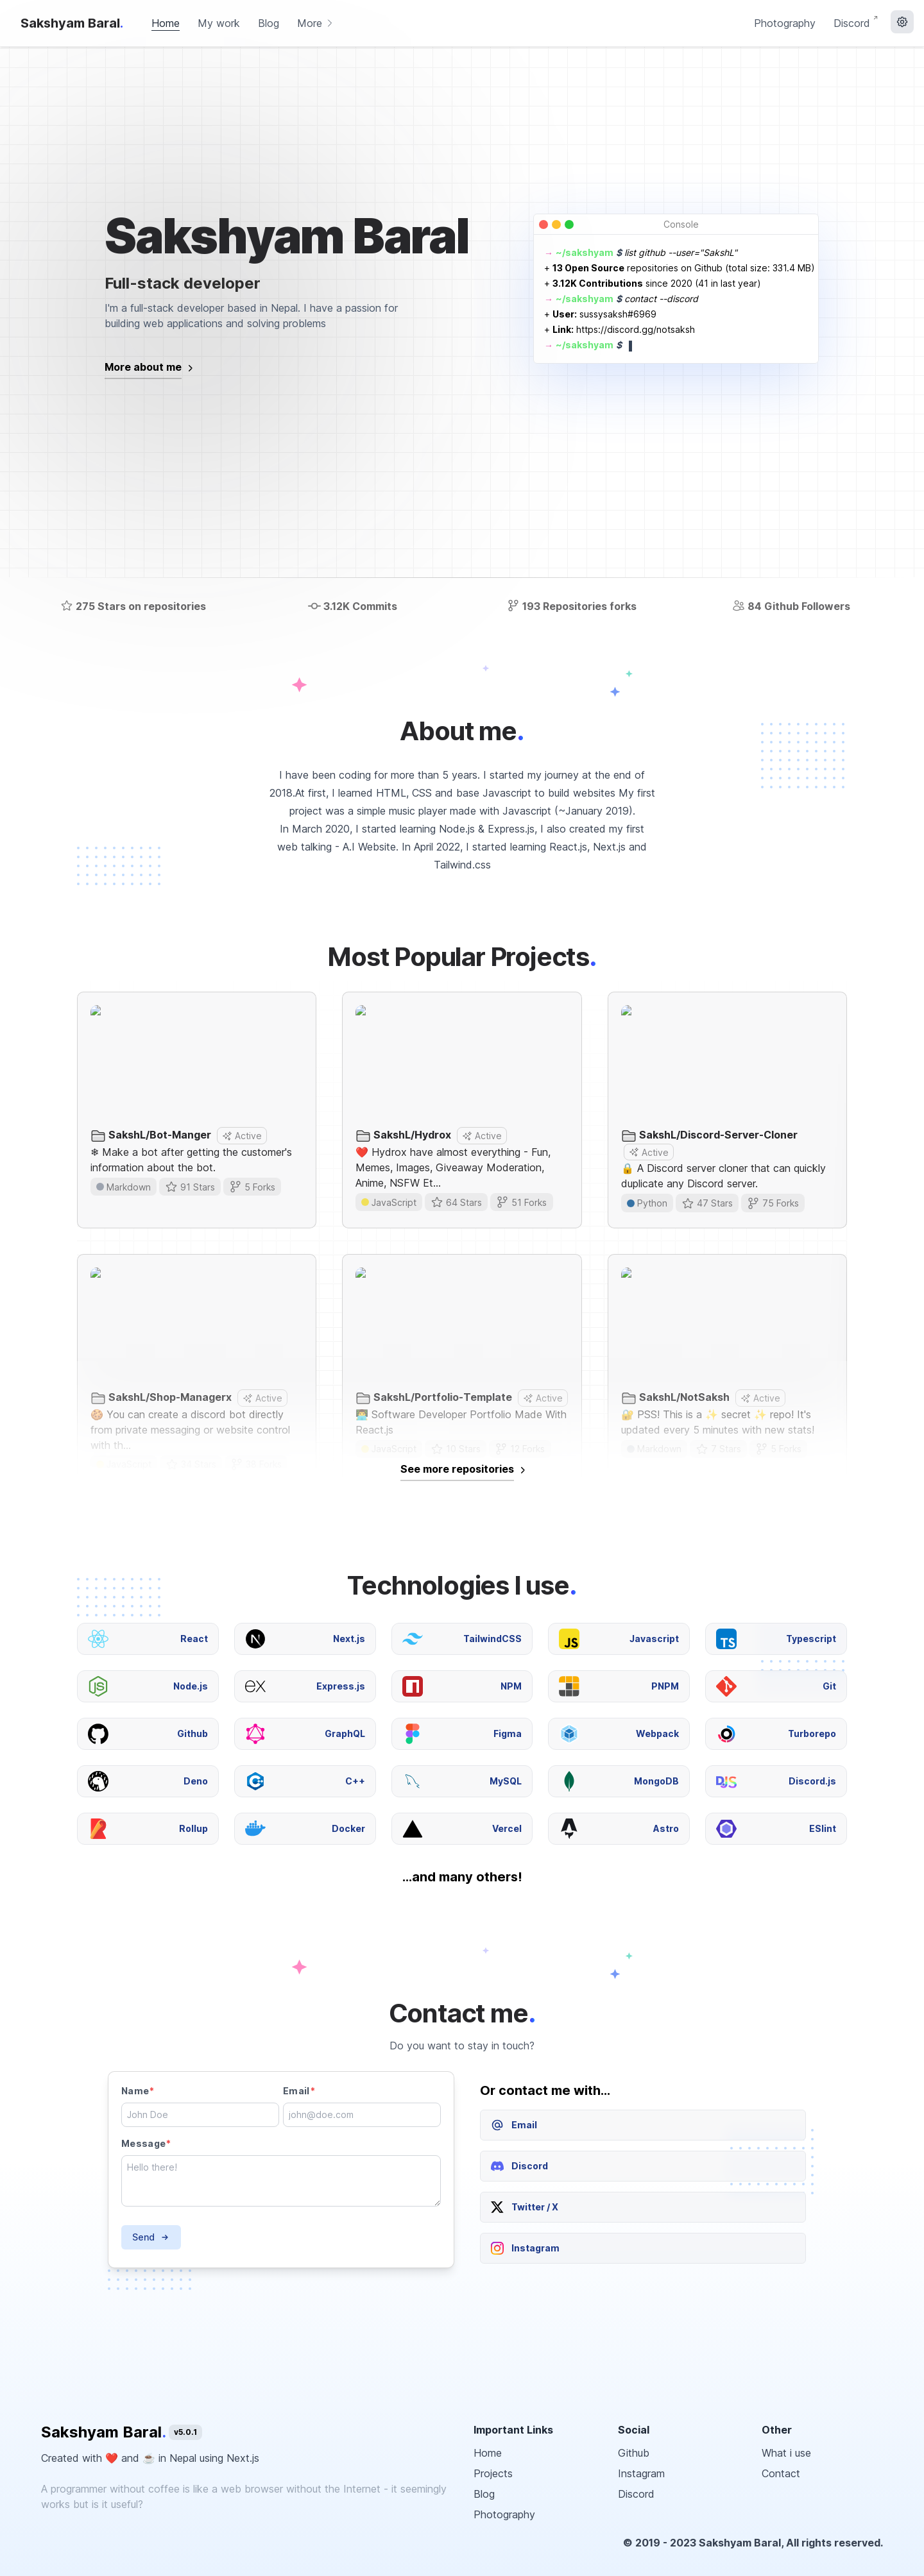 Sakshyam Baral.
Home
My work
Blog
More
Photography
Discord
Sakshyam Baral
Full-stack developer
I'm a full-stack developer based in Nepal. I have a passion for
building web applications and solving problems
More about me
Console
→ ~/sakshyam $ list github --user="SakshL"
+ 13 Open Source repositories on Github (total size: 331.4 MB)
+ 3.12K Contributions since 2020 (41 in last year)
→ ~/sakshyam $ contact --discord
+ User: sussysaksh#6969
+ Link: https://discord.gg/notsaksh
→ ~/sakshyam $
275 Stars on repositories
3.12K Commits
193 Repositories forks
84 Github Followers
About me.
I have been coding for more than 5 years. I started my journey at the end of
2018.At first, I learned HTML, CSS and base Javascript to build websites My first
project was a simple music player made with Javascript (~January 2019).
In March 2020, I started learning Node.js & Express.js, I also created my first
web talking - A.I Website. In April 2022, I started learning React.js, Next.js and
Tailwind.css
Most Popular Projects.
SakshL/Bot-Manger Active
❄ Make a bot after getting the customer's
information about the bot.
Markdown 91 Stars 5 Forks
SakshL/Hydrox Active
❤️ Hydrox have almost everything - Fun,
Memes, Images, Giveaway Moderation,
Anime, NSFW Et...
JavaScript 64 Stars 51 Forks
SakshL/Discord-Server-Cloner
Active
🔒 A Discord server cloner that can quickly
duplicate any Discord server.
Python 47 Stars 75 Forks
SakshL/Shop-Managerx Active
🍪 You can create a discord bot directly
from private messaging or website control
with th...
SakshL/Portfolio-Template Active
👨🏻‍💻 Software Developer Portfolio Made With
React.js
JavaScript 10 Stars 12 Forks
SakshL/NotSaksh Active
🔐 PSS! This is a ✨ secret ✨ repo! It's
updated every 5 minutes with new stats!
Markdown 7 Stars 5 Forks
See more repositories
Technologies I use.
React
Next.js
TailwindCSS
Javascript
Typescript
Node.js
Express.js
NPM
PNPM
Git
Github
GraphQL
Figma
Webpack
Turborepo
Deno
C++
MySQL
MongoDB
Discord.js
Rollup
Docker
Vercel
Astro
ESlint
...and many others!
Contact me.
Do you want to stay in touch?
Name*
Email*
John Doe
john@doe.com
Message*
Hello there!
Send
Or contact me with...
Email
Discord
Twitter / X
Instagram
Sakshyam Baral. v5.0.1
Created with ❤️ and ☕ in Nepal using Next.js
A programmer without coffee is like a web browser without the Internet - it seemingly
works but is it useful?
Important Links
Home
Projects
Blog
Photography
Social
Github
Instagram
Discord
Other
What i use
Contact
© 2019 - 2023 Sakshyam Baral, All rights reserved.